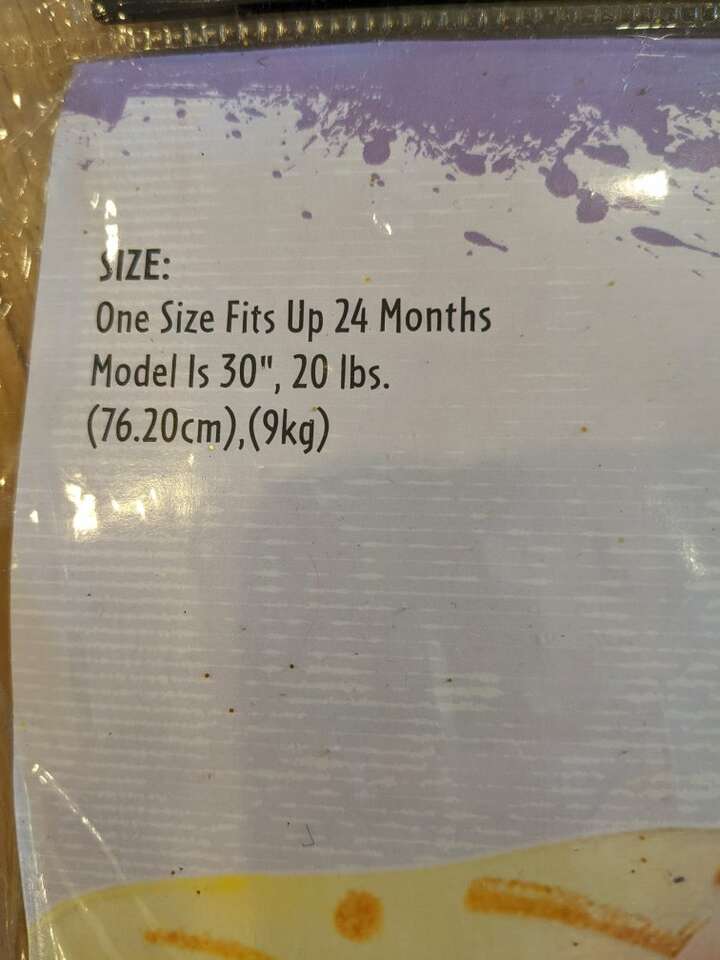 SIZE:
One Size Fits Up 24 Months
Model Is 30", 20 lbs.
(76.20cm),(9kg)